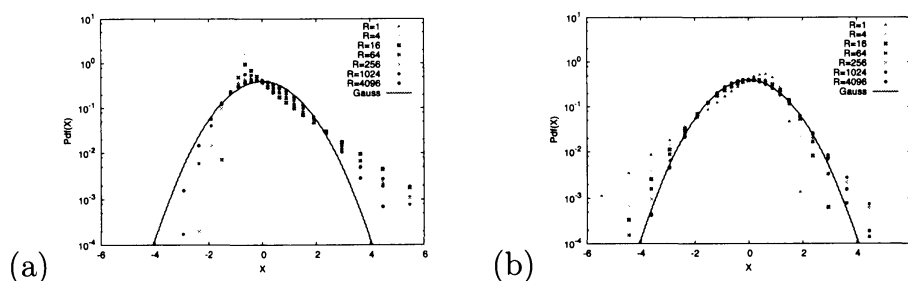 10^1
10^0
10^-1
10^-2
10^-3
10^-4
Pdf(X)
-6 -4 -2 0 2 4 6
X
R=1
R=4
R=16
R=64
R=256
R=1024
R=4096
Gauss
(a)
10^1
10^0
10^-1
10^-2
10^-3
10^-4
Pdf(X)
-6 -4 -2 0 2 4 6
X
R=1
R=4
R=16
R=64
R=256
R=1024
R=4096
Gauss
(b)